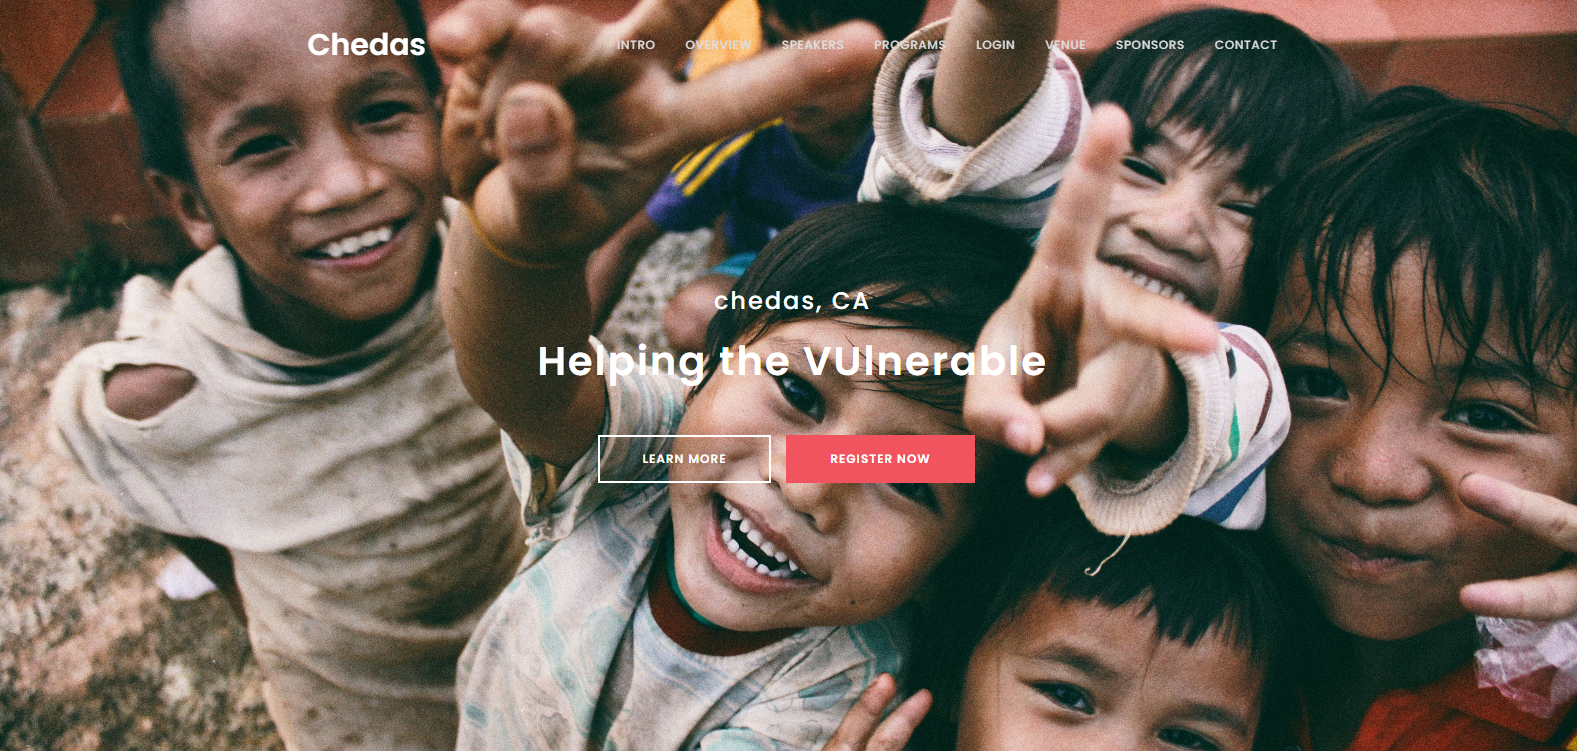 Chedas
INTRO OVERVIEW SPEAKERS PROGRAMS LOGIN VENUE SPONSORS CONTACT
chedas, CA
Helping the VUlnerable
LEARN MORE
REGISTER NOW